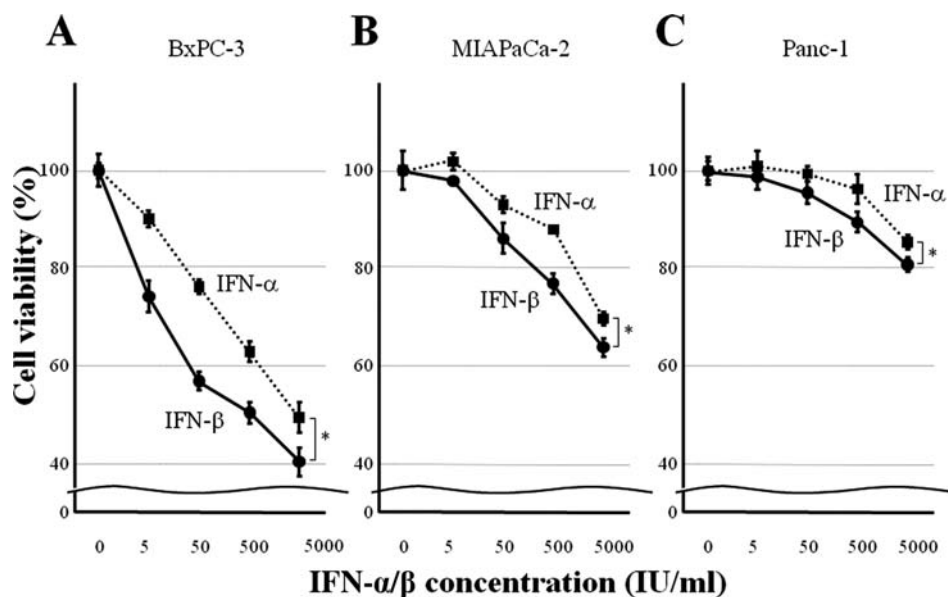 A
BxPC-3
B
MIAPaCa-2
C
Panc-1
Cell viability (%)
100
80
60
40
0
IFN-α
IFN-β
*
0 5 50 500 5000
100
80
60
40
0
IFN-α
IFN-β
*
0 5 50 500 5000
100
80
60
40
0
IFN-α
IFN-β
*
0 5 50 500 5000
IFN-α/β concentration (IU/ml)